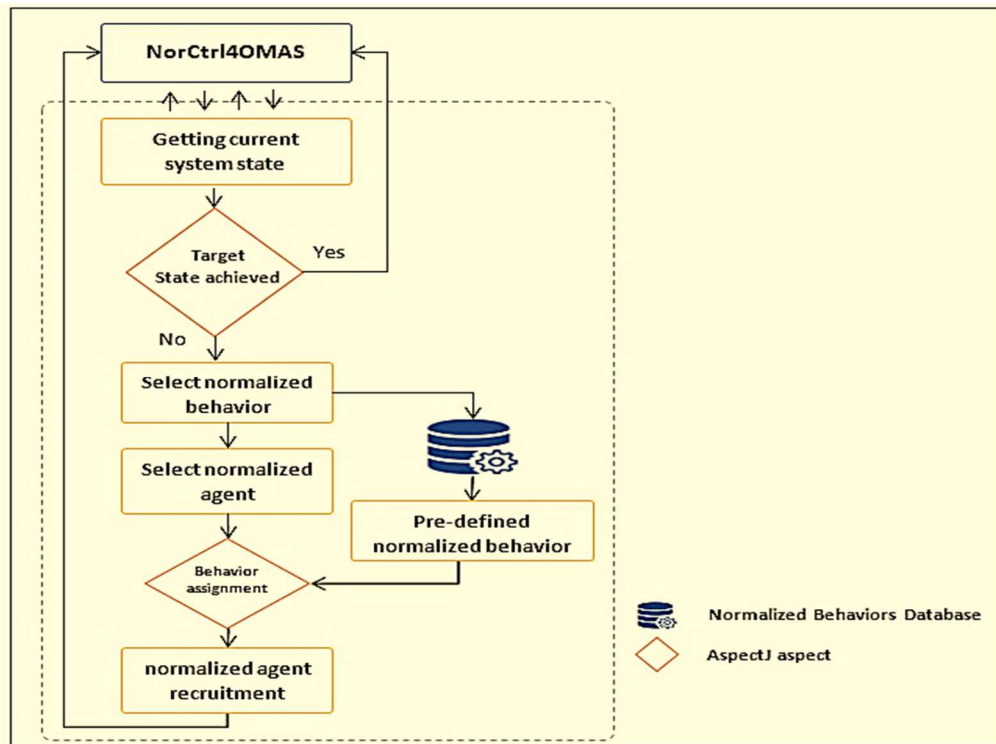 NorCtrl4OMAS
Getting current
system state
Target
State achieved
Yes
No
Select normalized
behavior
Select normalized
agent
Pre-defined
normalized behavior
Behavior
assignment
normalized agent
recruitment
Normalized Behaviors Database
AspectJ aspect